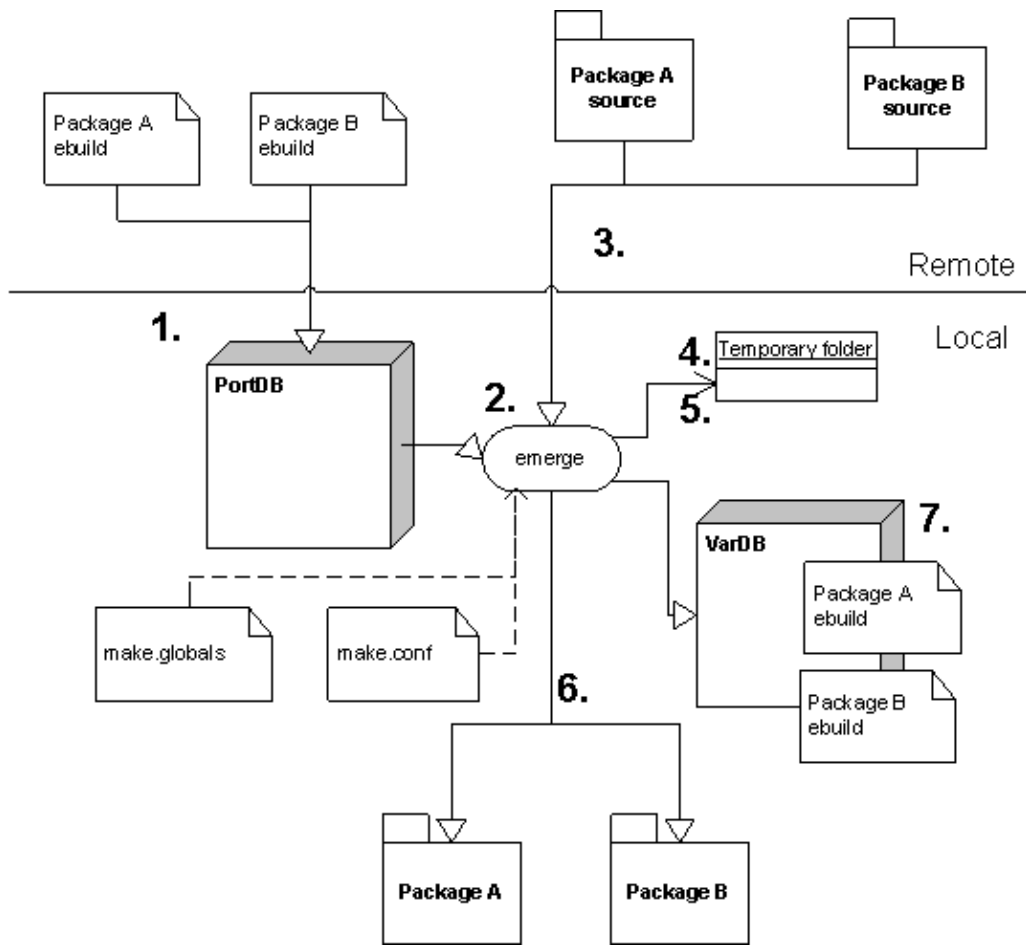 Package A
source
Package B
source
Package A
ebuild
Package B
ebuild
3.
Remote
1.
Local
4.
Temporary folder
PortDB
2.
5.
emerge
7.
VarDB
Package A
ebuild
make.globals
make.conf
6.
Package B
ebuild
Package A
Package B